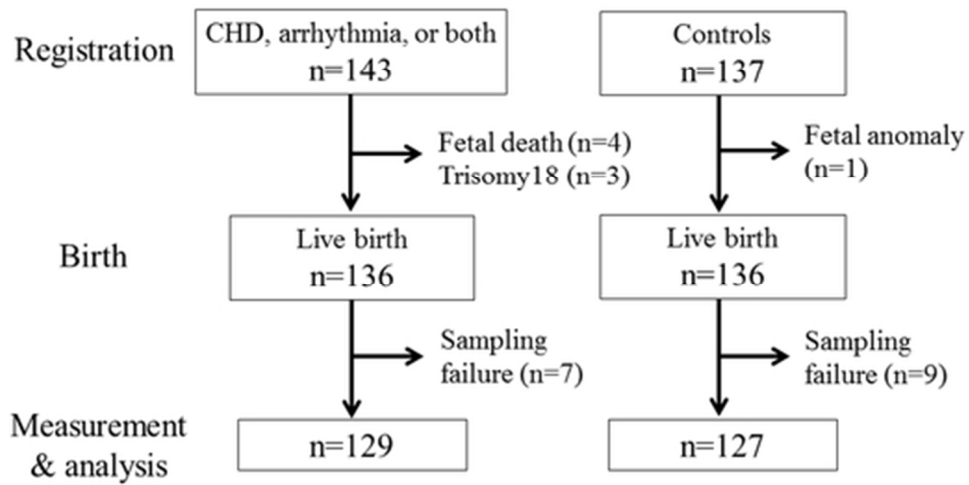 Registration
CHD, arrhythmia, or both
n=143
Controls
n=137
Fetal death (n=4)
Trisomy18 (n=3)
Fetal anomaly
(n=1)
Birth
Live birth
n=136
Live birth
n=136
Sampling
failure (n=7)
Sampling
failure (n=9)
Measurement
& analysis
n=129
n=127